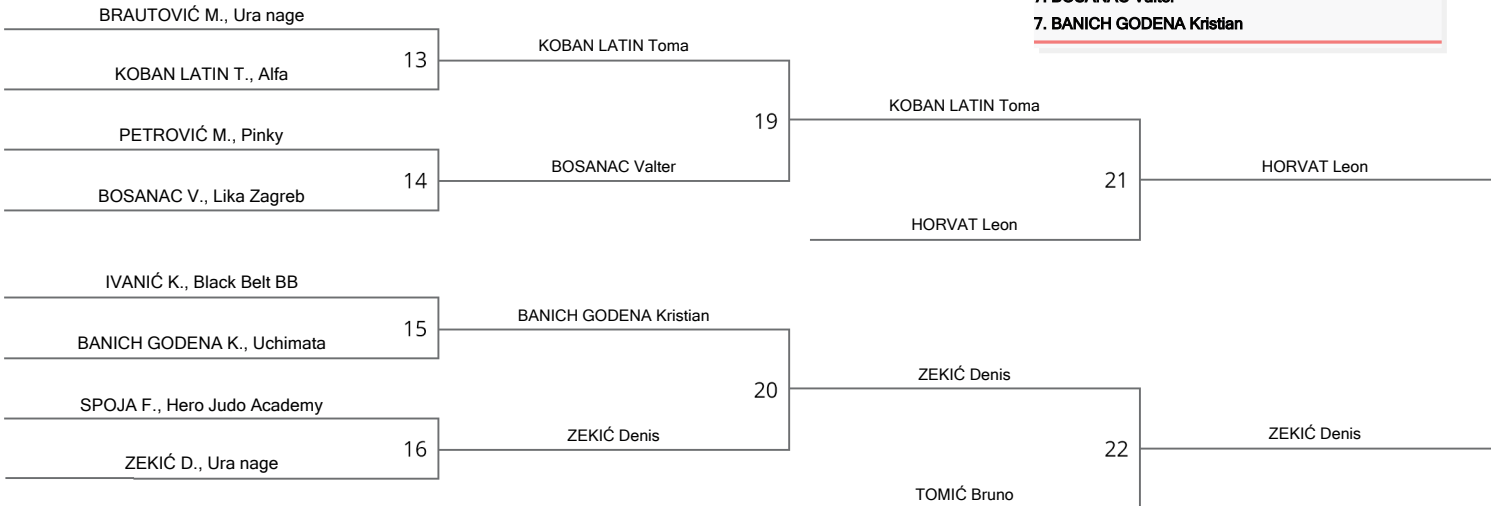 BRAUTOVIĆ M., Ura nage
13
KOBAN LATIN T., Alfa
PETROVIĆ M., Pinky
14
BOSANAC V., Lika Zagreb
IVANIĆ K., Black Belt BB
15
BANICH GODENA K., Uchimata
SPOJA F., Hero Judo Academy
16
ZEKIĆ D., Ura nage
KOBAN LATIN Toma
19
BOSANAC Valter
BANICH GODENA Kristian
20
ZEKIĆ Denis
KOBAN LATIN Toma
21
HORVAT Leon
ZEKIĆ Denis
22
TOMIĆ Bruno
HORVAT Leon
ZEKIĆ Denis
7. BOSANAC Valter
7. BANICH GODENA Kristian